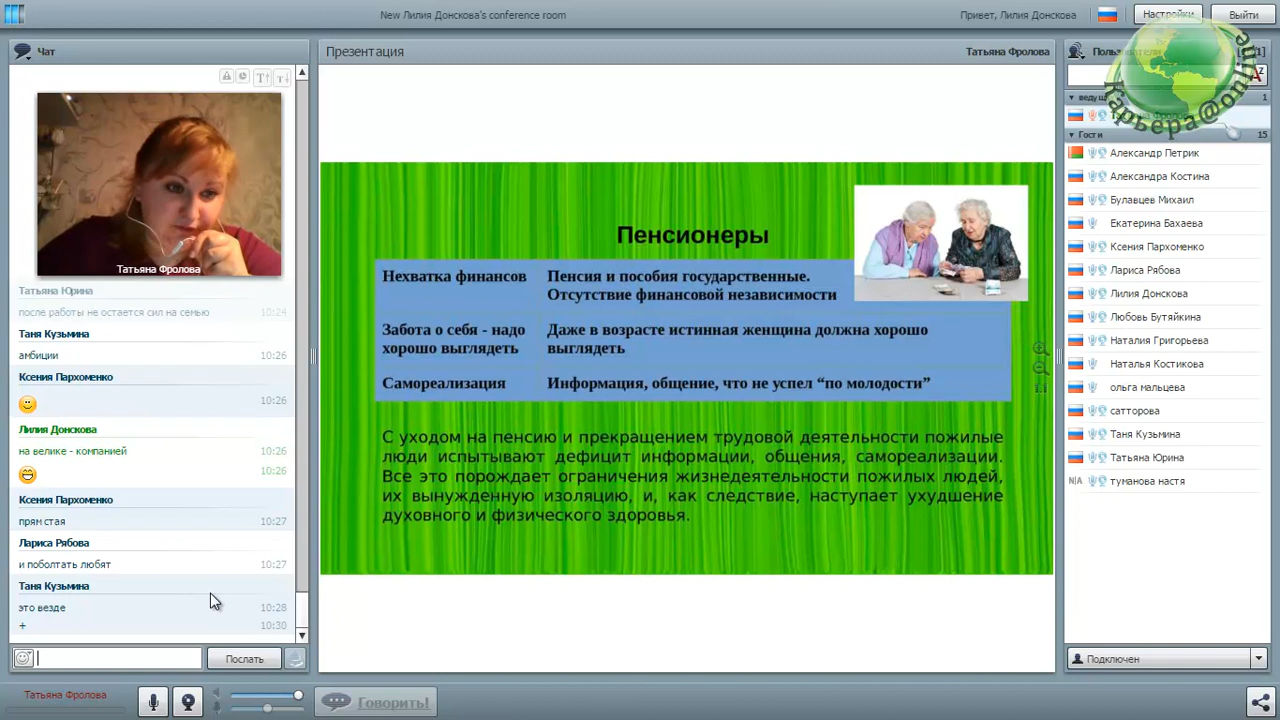 New Лилия Донскова's conference room
Привет, Лилия Донскова
Настройки
Выйти
Чат
Татьяна Фролова
Татьяна Юрина
после работы не остается сил на семью 10:24
Таня Кузьмина
амбиции 10:26
Ксения Пархоменко
10:26
Лилия Донскова
на велике - компанией 10:26
10:26
Ксения Пархоменко
прям стая 10:27
Лариса Рябова
и поболтать любят 10:27
Таня Кузьмина
это везде 10:28
+ 10:30
Послать
Татьяна Фролова
Говорить!
Презентация
Татьяна Фролова
Пенсионеры
Нехватка финансов
Пенсия и пособия государственные.
Отсутствие финансовой независимости
Забота о себя - надо
хорошо выглядеть
Даже в возрасте истинная женщина должна хорошо
выглядеть
Самореализация
Информация, общение, что не успел “по молодости”
С уходом на пенсию и прекращением трудовой деятельности пожилые
люди испытывают дефицит информации, общения, самореализации.
Все это порождает ограничения жизнедеятельности пожилых людей,
их вынужденную изоляцию, и, как следствие, наступает ухудшение
духовного и физического здоровья.
1:1
Пользователи
Карьера@online
Гости 15
Александр Петрик
Александра Костина
Булавцев Михаил
Екатерина Бахаева
Ксения Пархоменко
Лариса Рябова
Лилия Донскова
Любовь Бутяйкина
Наталия Григорьева
Наталья Костикова
ольга мальцева
сатторова
Таня Кузьмина
Татьяна Юрина
N/A туманова настя
Подключен